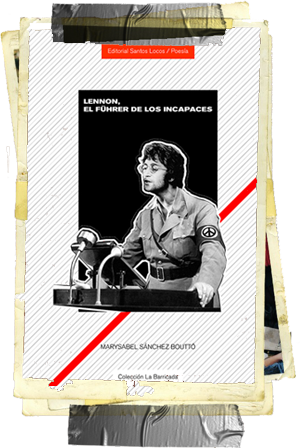 Editorial Santos Locos / Poesía
LENNON,
EL FÜHRER DE LOS INCAPACES
MARYSABEL SÁNCHEZ BOUTTÓ
Colección La Barricada